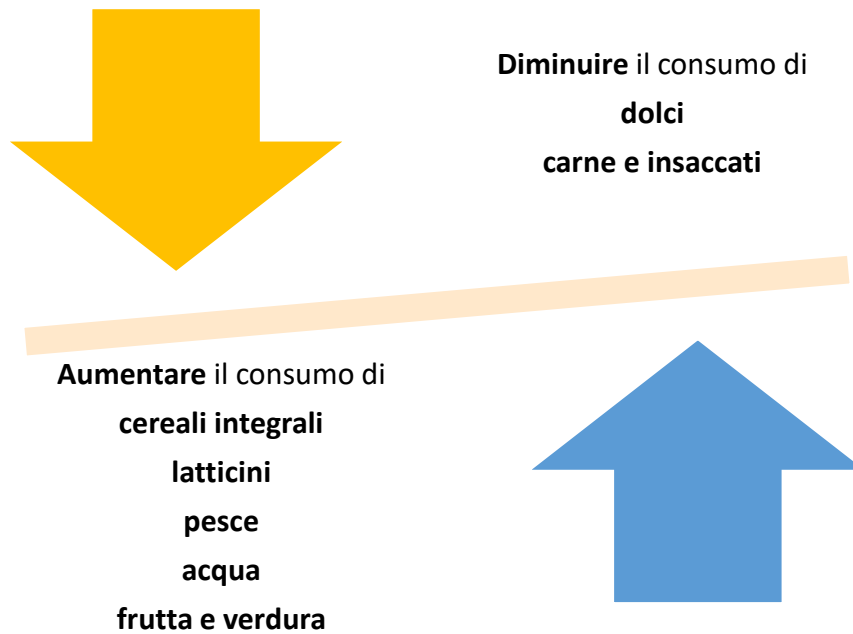 Diminuire il consumo di
dolci
carne e insaccati
Aumentare il consumo di
cereali integrali
latticini
pesce
acqua
frutta e verdura